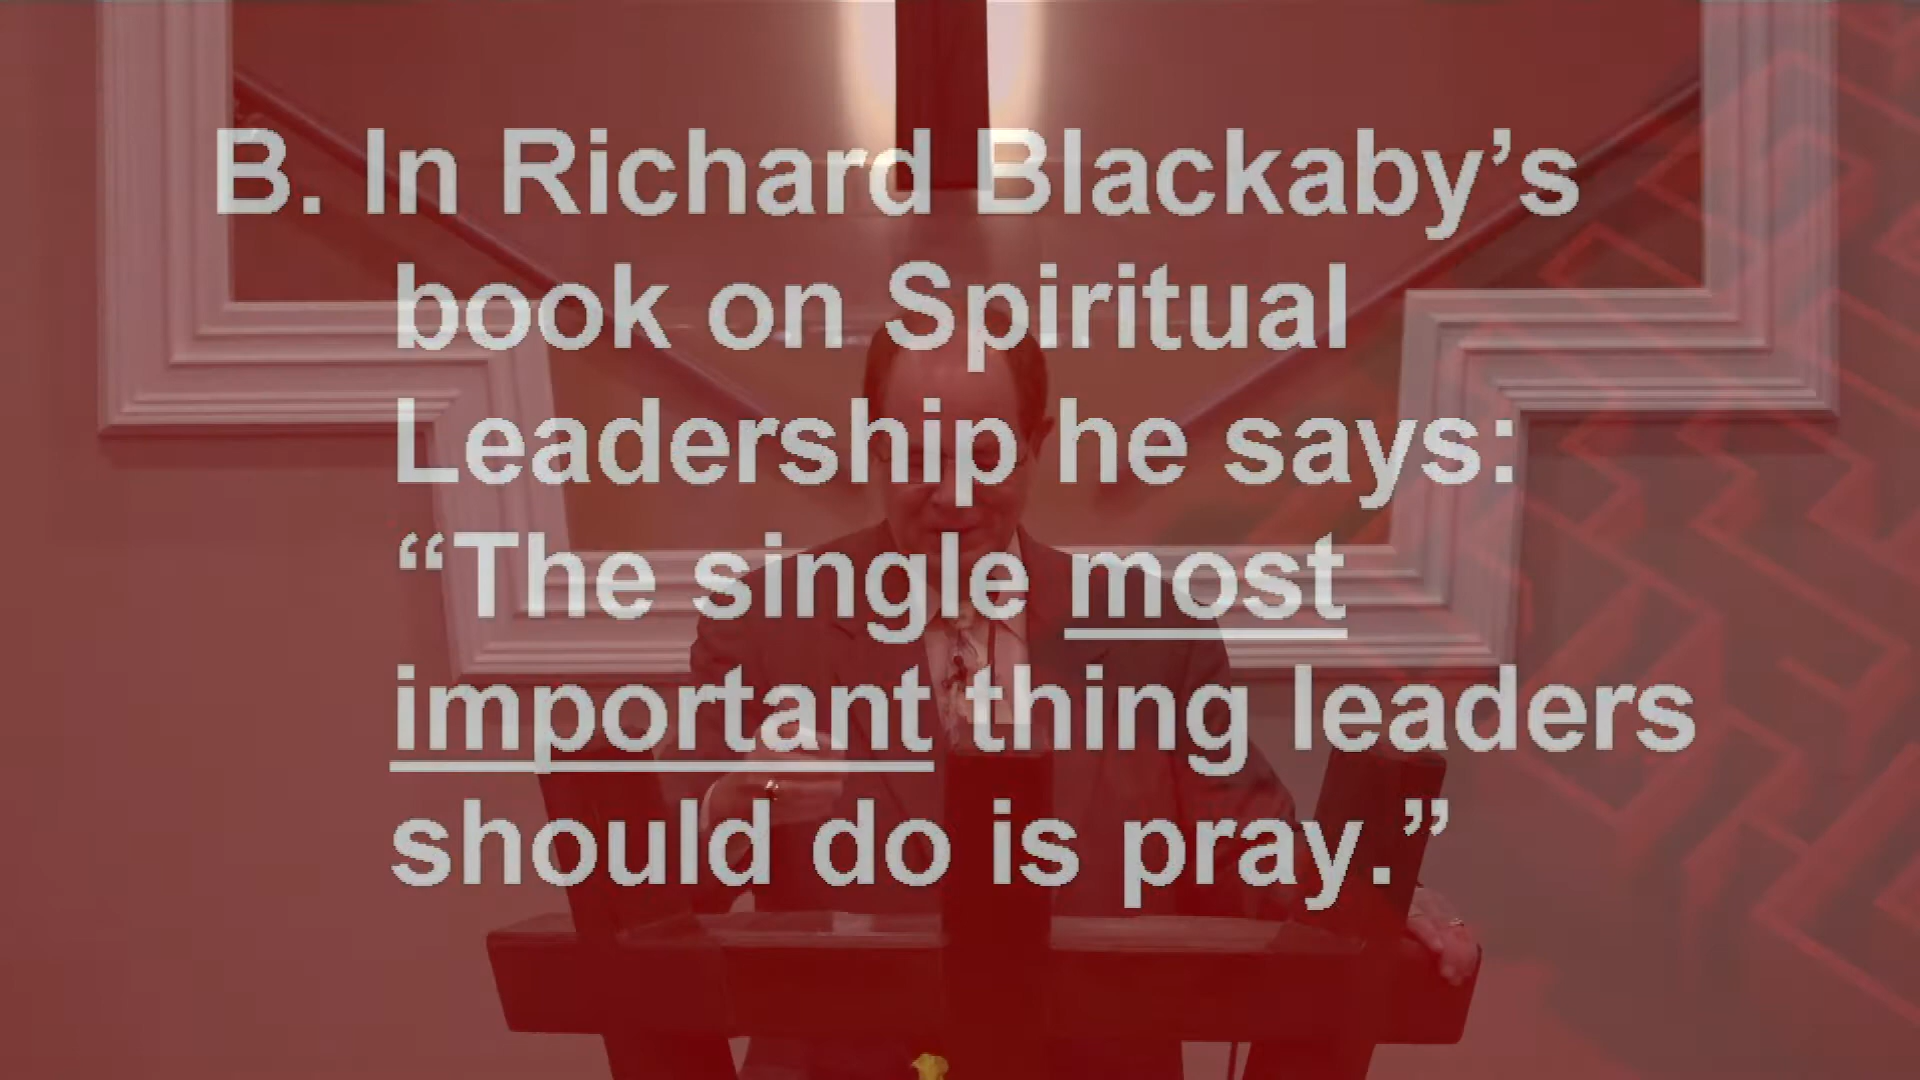 B. In Richard Blackaby’s
book on Spiritual
Leadership he says:
“The single most
important thing leaders
should do is pray.”